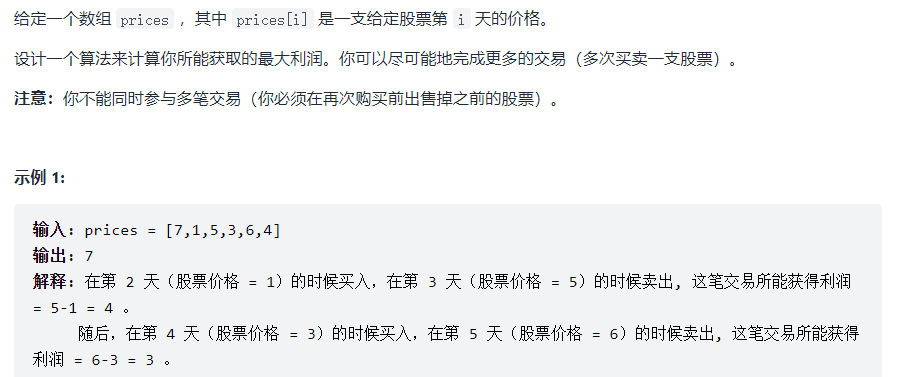 给定一个数组 prices ，其中 prices[i] 是一支给定股票第 i 天的价格。
设计一个算法来计算你所能获取的最大利润。你可以尽可能地完成更多的交易（多次买卖一支股票）。
注意：你不能同时参与多笔交易（你必须在再次购买前出售掉之前的股票）。
示例 1:
输入：prices = [7,1,5,3,6,4]
输出：7
解释：在第 2 天（股票价格 = 1）的时候买入，在第 3 天（股票价格 = 5）的时候卖出, 这笔交易所能获得利润
= 5-1 = 4 。
随后，在第 4 天（股票价格 = 3）的时候买入，在第 5 天（股票价格 = 6）的时候卖出, 这笔交易所能获得
利润 = 6-3 = 3 。